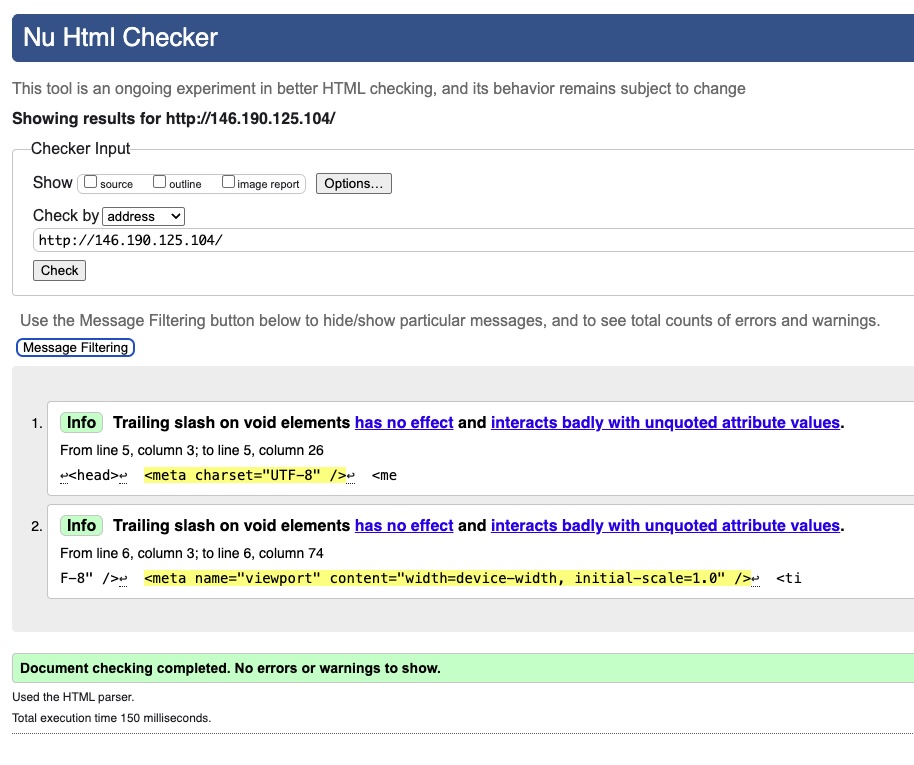 Nu Html Checker
This tool is an ongoing experiment in better HTML checking, and its behavior remains subject to change
Showing results for http://146.190.125.104/
Checker Input
Show source outline image report Options...
Check by address
http://146.190.125.104/
Check
Use the Message Filtering button below to hide/show particular messages, and to see total counts of errors and warnings.
Message Filtering
1. Info Trailing slash on void elements has no effect and interacts badly with unquoted attribute values.
From line 5, column 3; to line 5, column 26
↩<head>↩ <meta charset="UTF-8" />↩ <me
2. Info Trailing slash on void elements has no effect and interacts badly with unquoted attribute values.
From line 6, column 3; to line 6, column 74
F-8" />↩ <meta name="viewport" content="width=device-width, initial-scale=1.0" />↩ <ti
Document checking completed. No errors or warnings to show.
Used the HTML parser.
Total execution time 150 milliseconds.